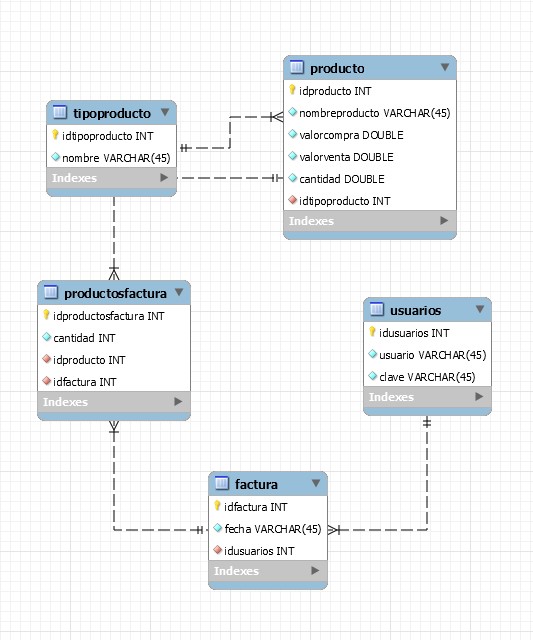 producto
idproducto INT
nombreproducto VARCHAR(45)
valorcompra DOUBLE
valorventa DOUBLE
cantidad DOUBLE
idtipoproducto INT
Indexes
tipoproducto
idtipoproducto INT
nombre VARCHAR(45)
Indexes
productosfactura
idproductosfactura INT
cantidad INT
idproducto INT
idfactura INT
Indexes
usuarios
idusuarios INT
usuario VARCHAR(45)
clave VARCHAR(45)
Indexes
factura
idfactura INT
fecha VARCHAR(45)
idusuarios INT
Indexes